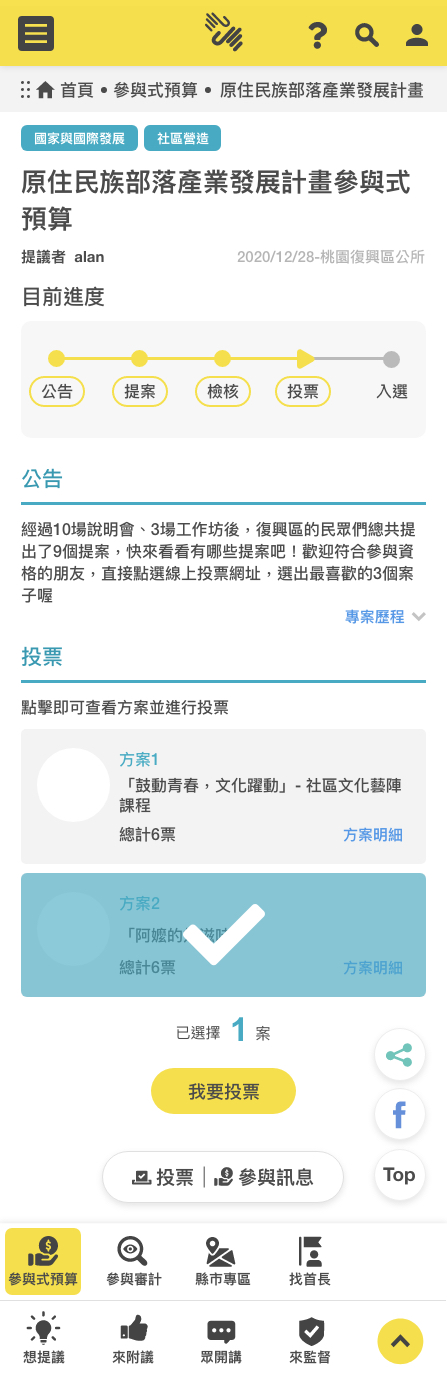 首頁 • 參與式預算 • 原住民族部落產業發展計畫
國家與國際發展 社區營造
原住民族部落產業發展計畫參與式
預算
提議者 alan 2020/12/28-桃園復興區公所
目前進度
公告 提案 檢核 投票 入選
公告
經過10場說明會、3場工作坊後，復興區的民眾們總共提
出了9個提案，快來看看有哪些提案吧！歡迎符合參與資
格的朋友，直接點選線上投票網址，選出最喜歡的3個案
子喔
專案歷程
投票
點擊即可查看方案並進行投票
方案1
「鼓動青春，文化躍動」- 社區文化藝陣
課程
總計6票 方案明細
方案2
「阿嬤的
總計6票 方案明細
已選擇 1 案
我要投票
f
Top
投票 | 參與訊息
參與式預算 參與審計 縣市專區 找首長
想提議 來附議 眾開講 來監督